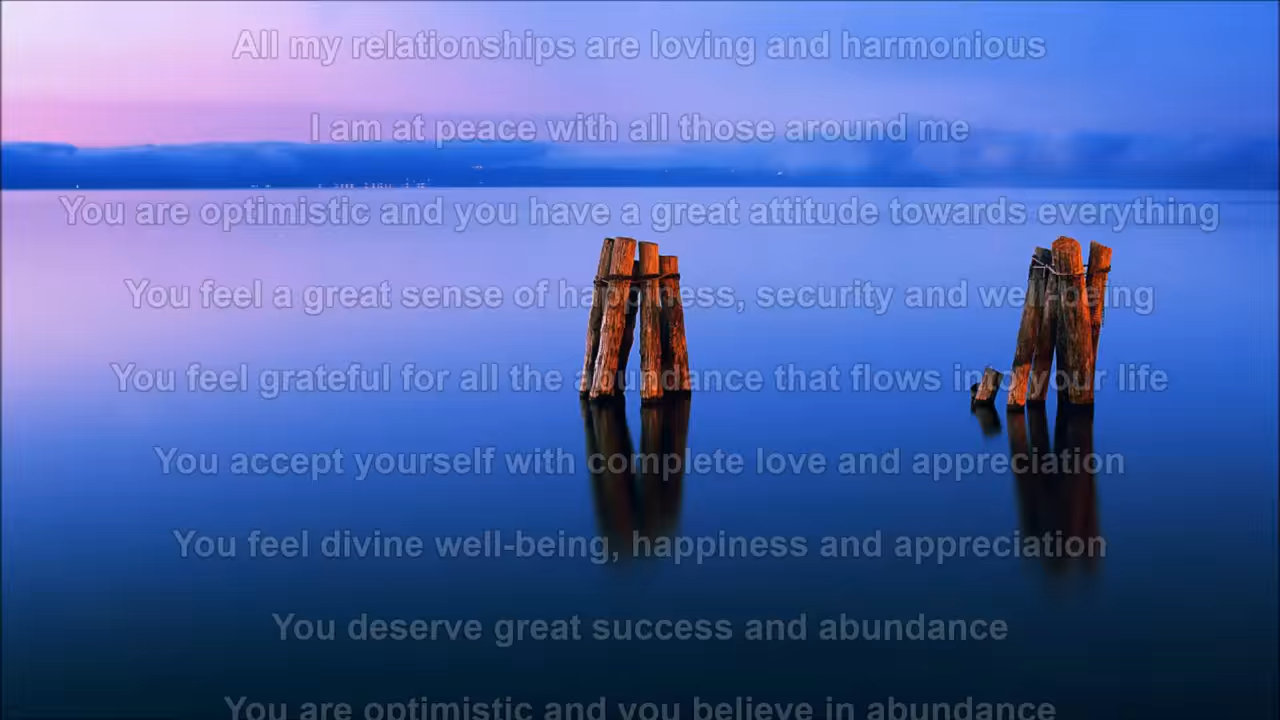 All my relationships are loving and harmonious
I am at peace with all those around me
You are optimistic and you have a great attitude towards everything
You feel a great sense of happiness, security and well-being
You feel grateful for all the abundance that flows into your life
You accept yourself with complete love and appreciation
You feel divine well-being, happiness and appreciation
You deserve great success and abundance
You are optimistic and you believe in abundance